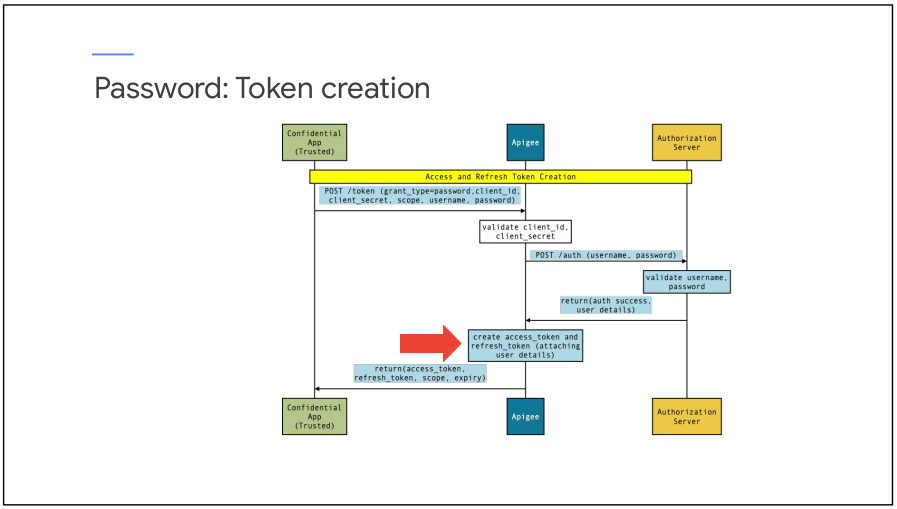 Password: Token creation
Confidential
App
(Trusted)
Apigee
Authorization
Server
Access and Refresh Token Creation
POST /token (grant_type=password,client_id,
client_secret, scope, username, password)
validate client_id,
client_secret
POST /auth (username, password)
validate username,
password
return(auth success,
user details)
create access_token and
refresh_token (attaching
user details)
return(access_token,
refresh_token, scope, expiry)
Confidential
App
(Trusted)
Apigee
Authorization
Server